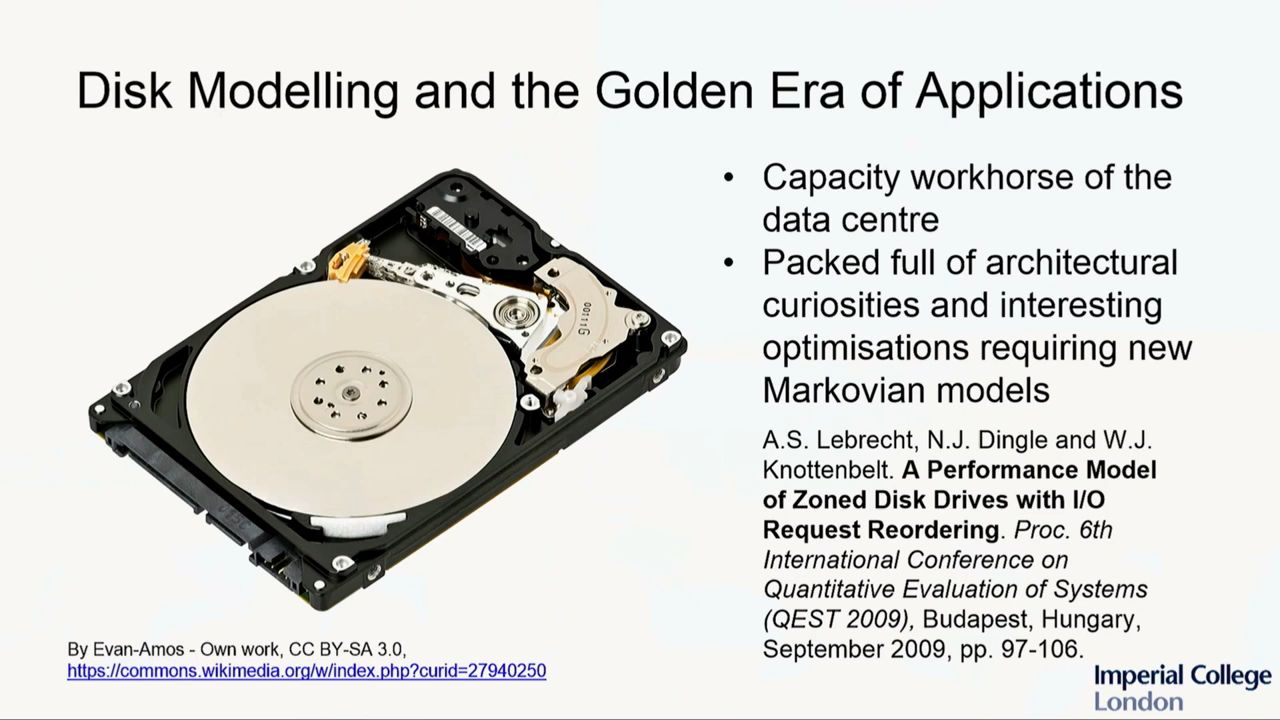 Disk Modelling and the Golden Era of Applications
• Capacity workhorse of the
data centre
• Packed full of architectural
curiosities and interesting
optimisations requiring new
Markovian models
A.S. Lebrecht, N.J. Dingle and W.J.
Knottenbelt. A Performance Model
of Zoned Disk Drives with I/O
Request Reordering. Proc. 6th
International Conference on
Quantitative Evaluation of Systems
(QEST 2009), Budapest, Hungary,
September 2009, pp. 97-106.
By Evan-Amos - Own work, CC BY-SA 3.0,
https://commons.wikimedia.org/w/index.php?curid=27940250
Imperial College
London